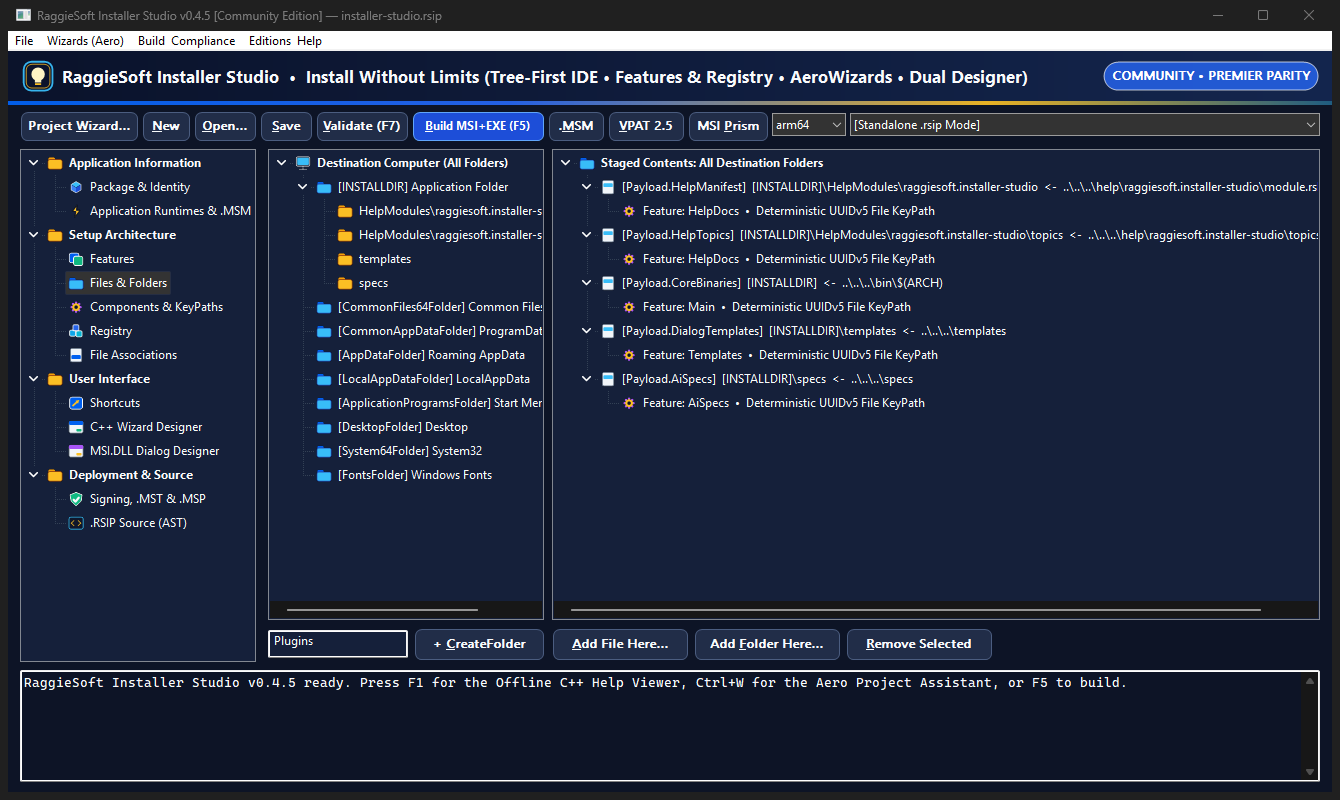 RaggieSoft Installer Studio v0.4.5 [Community Edition] — installer-studio.rsip
File Wizards (Aero) Build Compliance Editions Help
RaggieSoft Installer Studio • Install Without Limits (Tree-First IDE • Features & Registry • AeroWizards • Dual Designer)
COMMUNITY • PREMIER PARITY
Project Wizard... New Open... Save Validate (F7) Build MSI+EXE (F5) .MSM VPAT 2.5 MSI Prism arm64 [Standalone .rsip Mode]
Application Information
Package & Identity
Application Runtimes & .MSM
Setup Architecture
Features
Files & Folders
Components & KeyPaths
Registry
File Associations
User Interface
Shortcuts
C++ Wizard Designer
MSI.DLL Dialog Designer
Deployment & Source
Signing, .MST & .MSP
.RSIP Source (AST)
Destination Computer (All Folders)
[INSTALLDIR] Application Folder
HelpModules\raggiesoft.installer-s
HelpModules\raggiesoft.installer-s
templates
specs
[CommonFiles64Folder] Common Files
[CommonAppDataFolder] ProgramDat
[AppDataFolder] Roaming AppData
[LocalAppDataFolder] LocalAppData
[ApplicationProgramsFolder] Start Mer
[DesktopFolder] Desktop
[System64Folder] System32
[FontsFolder] Windows Fonts
Staged Contents: All Destination Folders
[Payload.HelpManifest] [INSTALLDIR]\HelpModules\raggiesoft.installer-studio <- ..\..\..\help\raggiesoft.installer-studio\module.rs
Feature: HelpDocs • Deterministic UUIDv5 File KeyPath
[Payload.HelpTopics] [INSTALLDIR]\HelpModules\raggiesoft.installer-studio\topics <- ..\..\..\help\raggiesoft.installer-studio\topics
Feature: HelpDocs • Deterministic UUIDv5 File KeyPath
[Payload.CoreBinaries] [INSTALLDIR] <- ..\..\..\bin\$(ARCH)
Feature: Main • Deterministic UUIDv5 File KeyPath
[Payload.DialogTemplates] [INSTALLDIR]\templates <- ..\..\..\templates
Feature: Templates • Deterministic UUIDv5 File KeyPath
[Payload.AiSpecs] [INSTALLDIR]\specs <- ..\..\..\specs
Feature: AiSpecs • Deterministic UUIDv5 File KeyPath
Plugins + CreateFolder Add File Here... Add Folder Here... Remove Selected
RaggieSoft Installer Studio v0.4.5 ready. Press F1 for the Offline C++ Help Viewer, Ctrl+W for the Aero Project Assistant, or F5 to build.